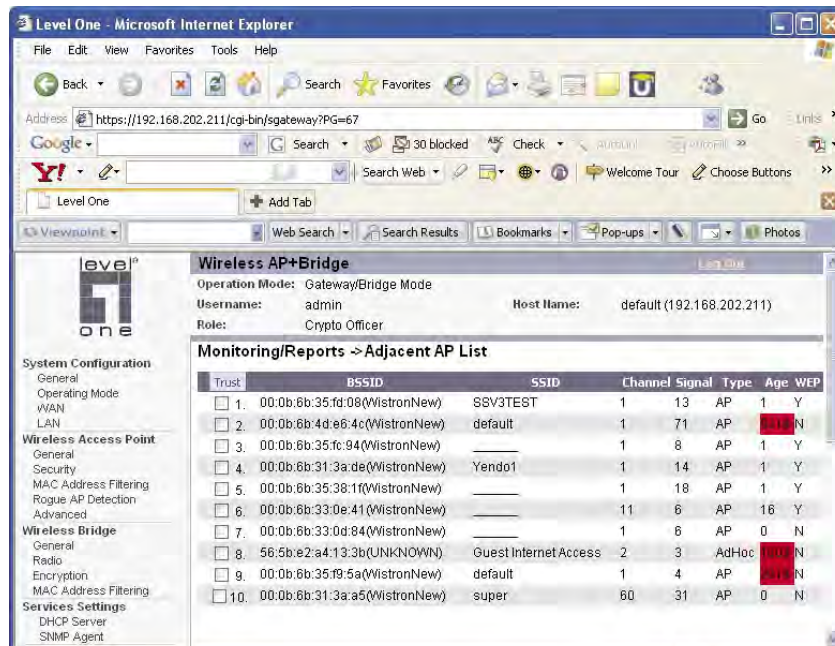 Level One - Microsoft Internet Explorer
File Edit View Favorites Tools Help
Back Search Favorites
Address https://192.168.202.211/cgi-bin/sgateway?PG=67 Go Links
Google Search 30 blocked Check
Y! Search Web Welcome Tour Choose Buttons
Level One Add Tab
Viewpoint Web Search Search Results Bookmarks Pop-ups Photos
level one
Wireless AP+Bridge Log Out
Operation Mode: Gateway/Bridge Mode
Username: admin Host Name: default (192.168.202.211)
Role: Crypto Officer
System Configuration
General
Operating Mode
WAN
LAN
Wireless Access Point
General
Security
MAC Address Filtering
Rogue AP Detection
Advanced
Wireless Bridge
General
Radio
Encryption
MAC Address Filtering
Services Settings
DHCP Server
SNMP Agent
Monitoring/Reports -> Adjacent AP List
Trust BSSID SSID Channel Signal Type Age WEP
1. 00:0b:6b:35:fd:08(WistronNew) SSV3TEST 1 13 AP 1 Y
2. 00:0b:6b:4d:e6:4c(WistronNew) default 1 71 AP N
3. 00:0b:6b:35:fc:94(WistronNew) ______ 1 8 AP 1 Y
4. 00:0b:6b:31:3a:de(WistronNew) Yendo1 1 14 AP 1 Y
5. 00:0b:6b:35:38:1f(WistronNew) ______ 1 18 AP 1 Y
6. 00:0b:6b:33:0e:41(WistronNew) ______ 11 6 AP 16 Y
7. 00:0b:6b:33:0d:84(WistronNew) ______ 1 6 AP 0 N
8. 56:5b:e2:a4:13:3b(UNKNOWN) Guest Internet Access 2 3 AdHoc N
9. 00:0b:6b:35:f9:5a(WistronNew) default 1 4 AP N
10. 00:0b:6b:31:3a:a5(WistronNew) super 60 31 AP 0 N